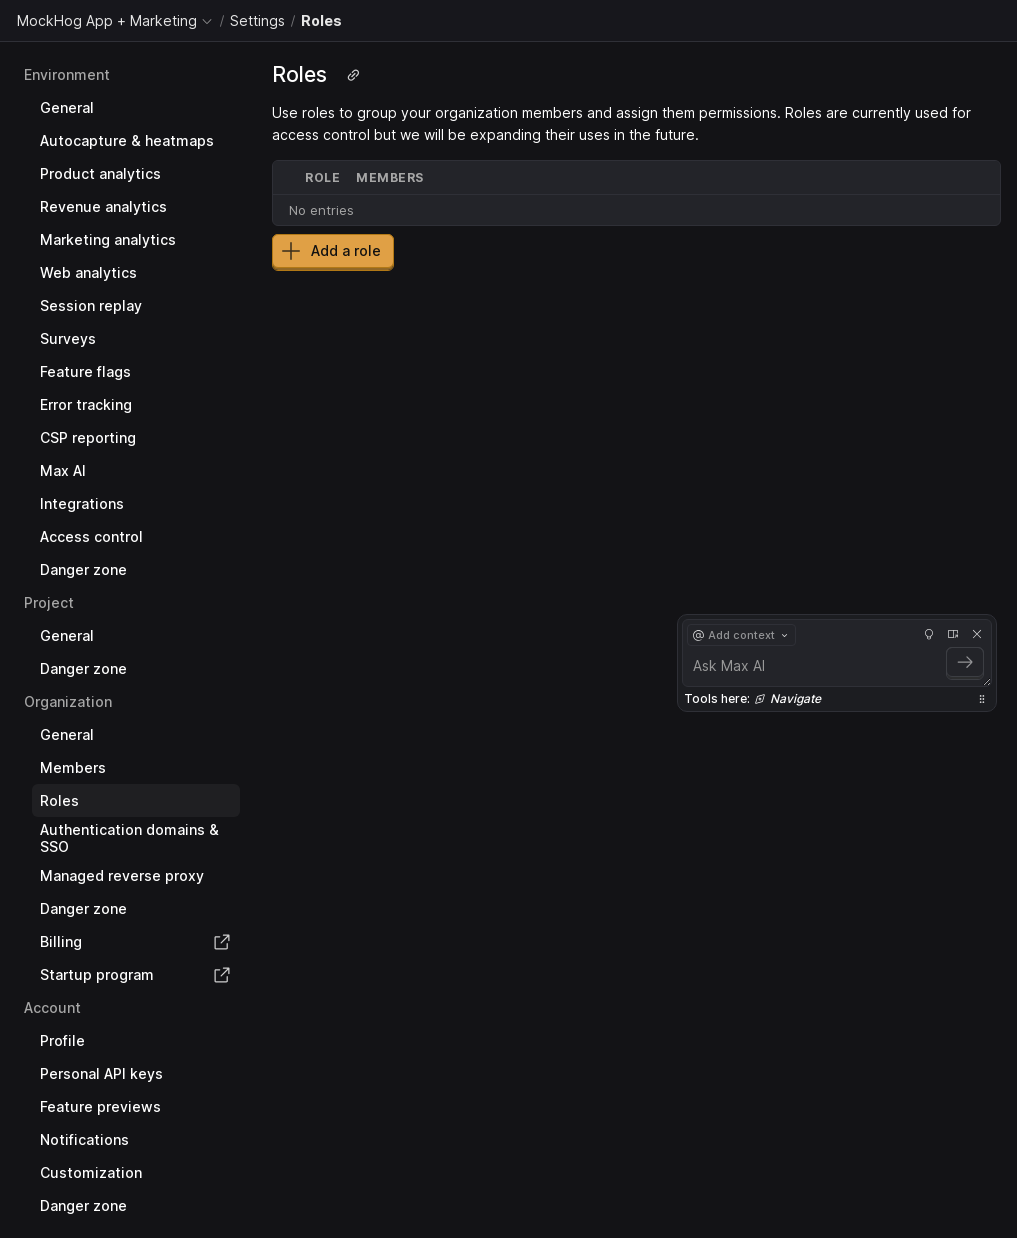 MockHog App + Marketing / Settings / Roles
Environment
General
Autocapture & heatmaps
Product analytics
Revenue analytics
Marketing analytics
Web analytics
Session replay
Surveys
Feature flags
Error tracking
CSP reporting
Max AI
Integrations
Access control
Danger zone
Project
General
Danger zone
Organization
General
Members
Roles
Authentication domains &
SSO
Managed reverse proxy
Danger zone
Billing
Startup program
Account
Profile
Personal API keys
Feature previews
Notifications
Customization
Danger zone
Roles
Use roles to group your organization members and assign them permissions. Roles are currently used for
access control but we will be expanding their uses in the future.
ROLE MEMBERS
No entries
Add a role
@ Add context
Ask Max AI
Tools here: Navigate